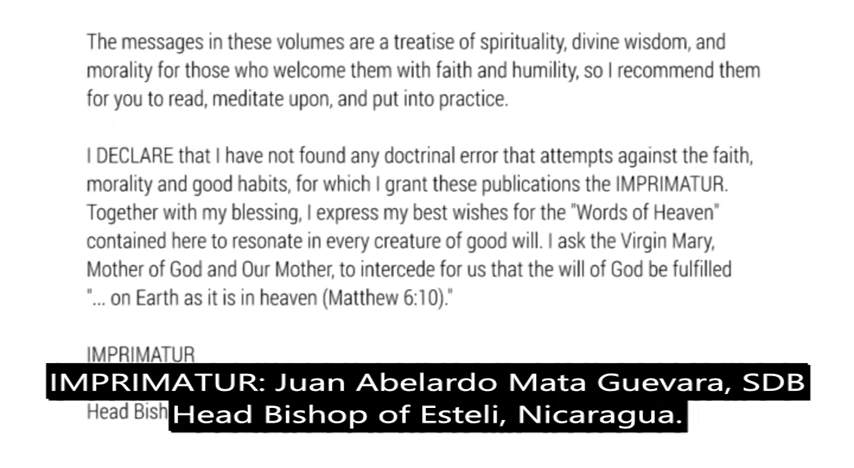 The messages in these volumes are a treatise of spirituality, divine wisdom, and
morality for those who welcome them with faith and humility, so I recommend them
for you to read, meditate upon, and put into practice.
I DECLARE that I have not found any doctrinal error that attempts against the faith,
morality and good habits, for which I grant these publications the IMPRIMATUR.
Together with my blessing, I express my best wishes for the "Words of Heaven"
contained here to resonate in every creature of good will. I ask the Virgin Mary,
Mother of God and Our Mother, to intercede for us that the will of God be fulfilled
"... on Earth as it is in heaven (Matthew 6:10)."
IMPRIMATUR
IMPRIMATUR: Juan Abelardo Mata Guevara, SDB
Head
Head Bishop of Esteli, Nicaragua.